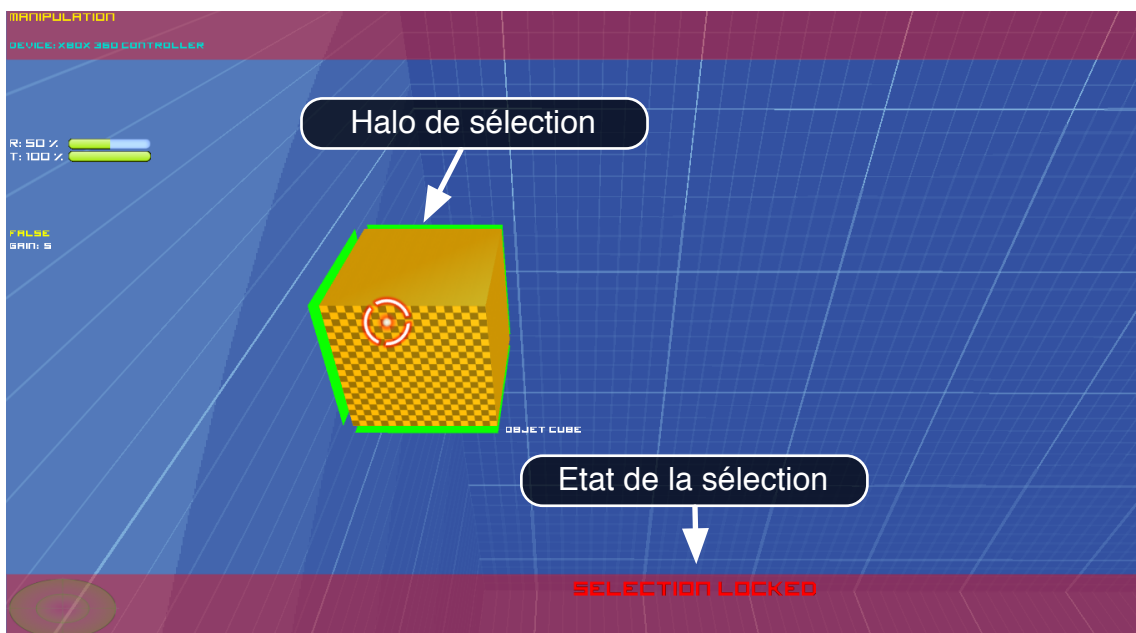 MANIPULATION
DEVICE: XBOX 360 CONTROLLER
Halo de sélection
R: 50 %
T: 100 %
FALSE
GAIN: 5
OBJET CUBE
Etat de la sélection
SELECTION LOCKED